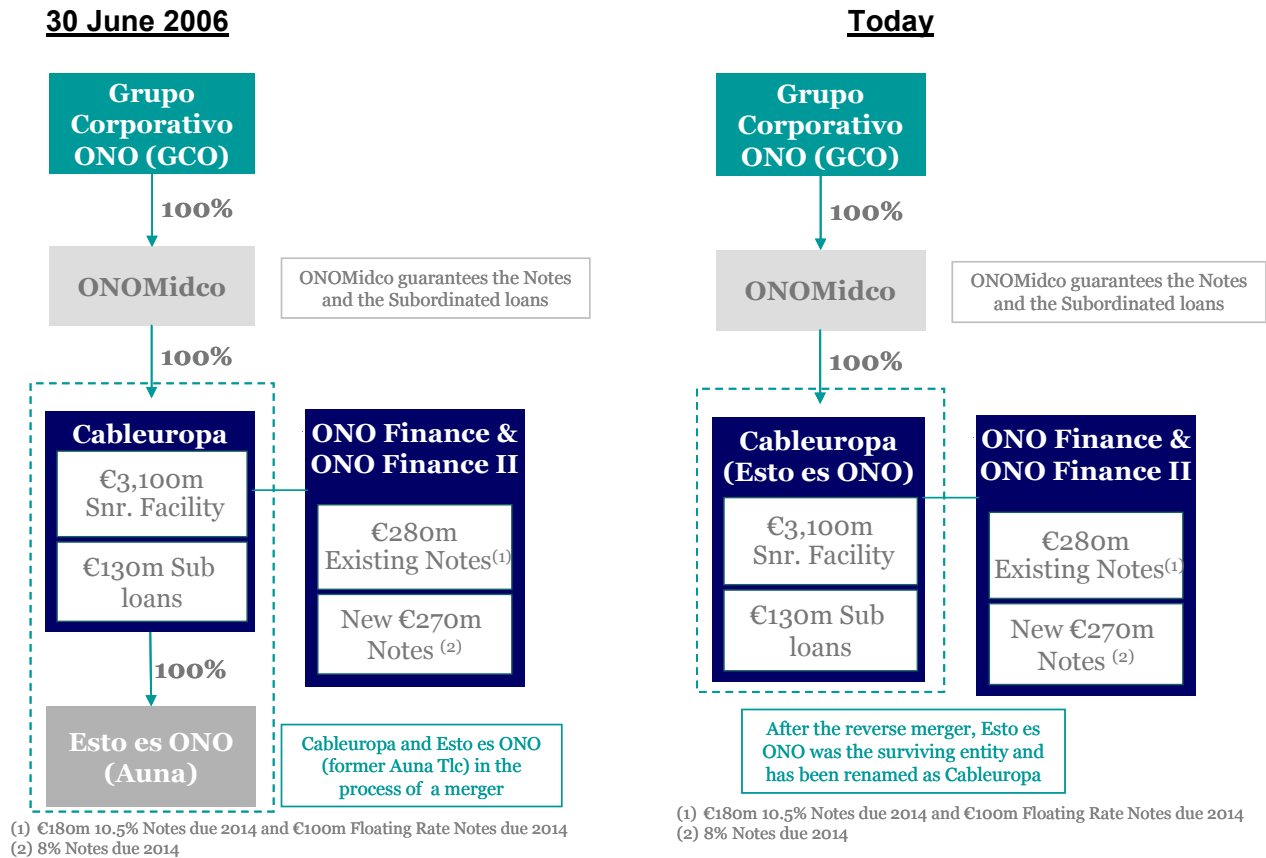 30 June 2006
Grupo
Corporativo
ONO (GCO)
100%
ONOMidco
ONOMidco guarantees the Notes
and the Subordinated loans
100%
Cableuropa
€3,100m
Snr. Facility
€130m Sub
loans
ONO Finance &
ONO Finance II
€280m
Existing Notes(1)
New €270m
Notes (2)
100%
Esto es ONO
(Auna)
Cableuropa and Esto es ONO
(former Auna Tlc) in the
process of a merger
(1) €180m 10.5% Notes due 2014 and €100m Floating Rate Notes due 2014
(2) 8% Notes due 2014
Today
Grupo
Corporativo
ONO (GCO)
100%
ONOMidco
ONOMidco guarantees the Notes
and the Subordinated loans
100%
Cableuropa
(Esto es ONO)
€3,100m
Snr. Facility
€130m Sub
loans
ONO Finance &
ONO Finance II
€280m
Existing Notes(1)
New €270m
Notes (2)
After the reverse merger, Esto es
ONO was the surviving entity and
has been renamed as Cableuropa
(1) €180m 10.5% Notes due 2014 and €100m Floating Rate Notes due 2014
(2) 8% Notes due 2014